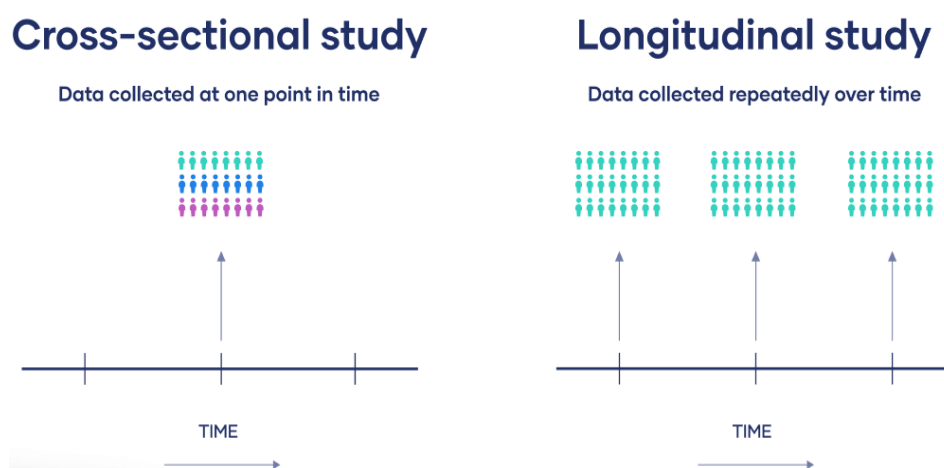 Cross-sectional study
Data collected at one point in time
TIME
Longitudinal study
Data collected repeatedly over time
TIME